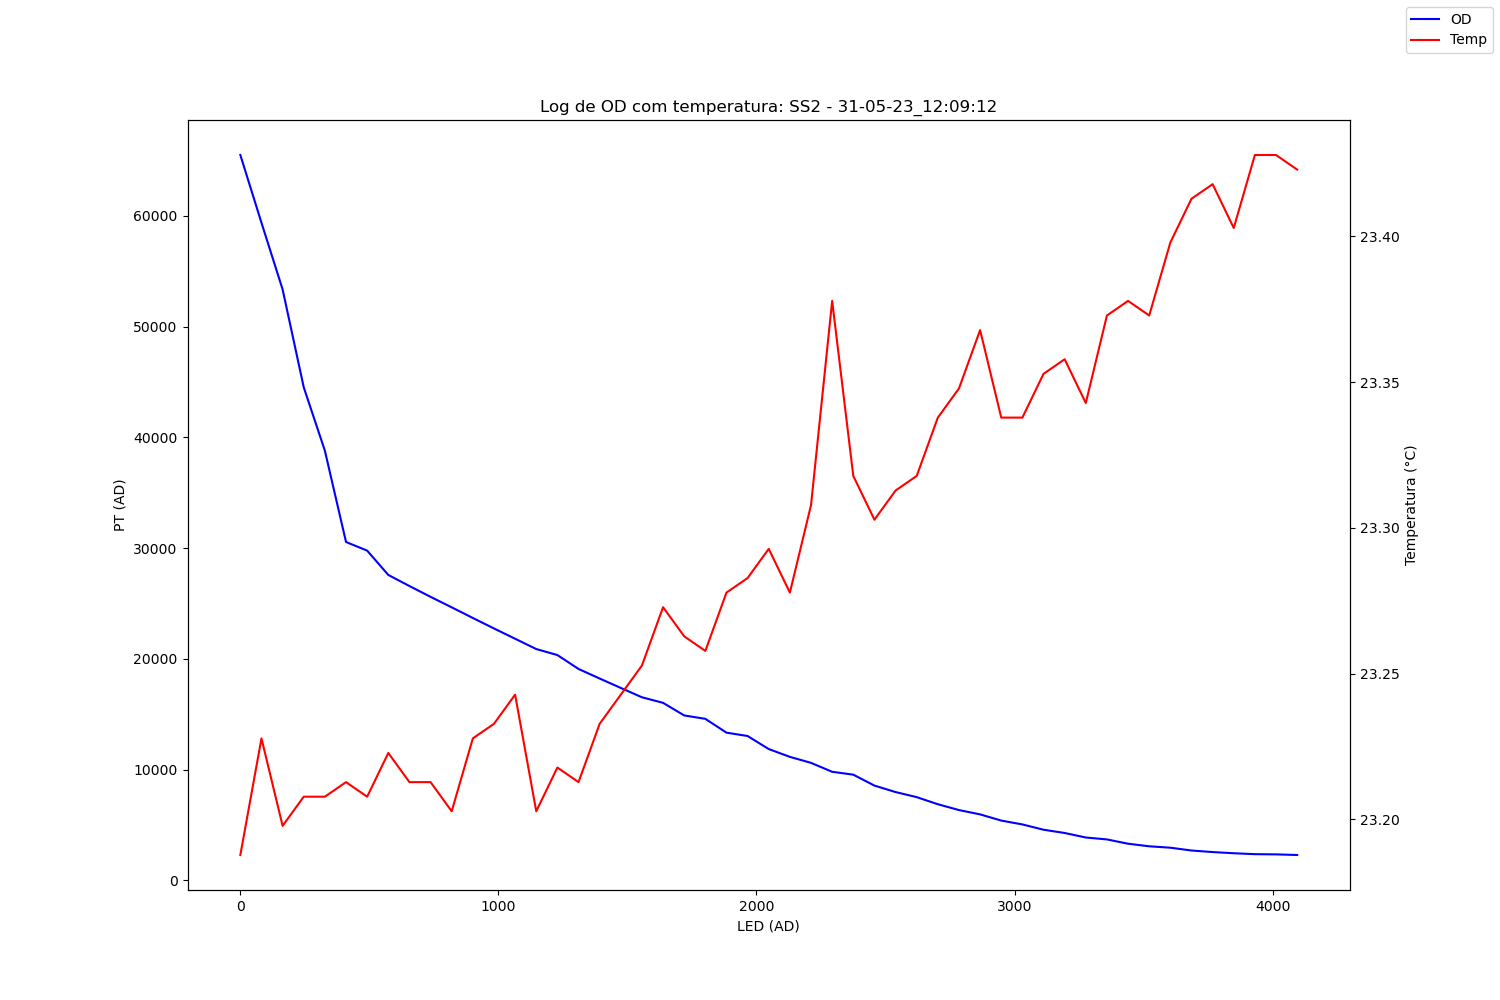 OD
Temp
Log de OD com temperatura: SS2 - 31-05-23_12:09:12
PT (AD)
60000
50000
40000
30000
20000
10000
0
23.40
23.35
23.30
23.25
23.20
Temperatura (°C)
0 1000 2000 3000 4000
LED (AD)